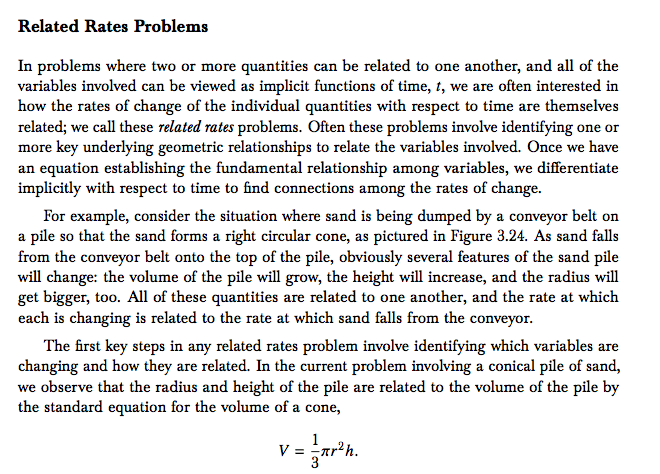 Related Rates Problems
In problems where two or more quantities can be related to one another, and all of the
variables involved can be viewed as implicit functions of time, t, we are often interested in
how the rates of change of the individual quantities with respect to time are themselves
related; we call these related rates problems. Often these problems involve identifying one or
more key underlying geometric relationships to relate the variables involved. Once we have
an equation establishing the fundamental relationship among variables, we differentiate
implicitly with respect to time to find connections among the rates of change.
For example, consider the situation where sand is being dumped by a conveyor belt on
a pile so that the sand forms a right circular cone, as pictured in Figure 3.24. As sand falls
from the conveyor belt onto the top of the pile, obviously several features of the sand pile
will change: the volume of the pile will grow, the height will increase, and the radius will
get bigger, too. All of these quantities are related to one another, and the rate at which
each is changing is related to the rate at which sand falls from the conveyor.
The first key steps in any related rates problem involve identifying which variables are
changing and how they are related. In the current problem involving a conical pile of sand,
we observe that the radius and height of the pile are related to the volume of the pile by
the standard equation for the volume of a cone,
V = 1/3 πr²h.